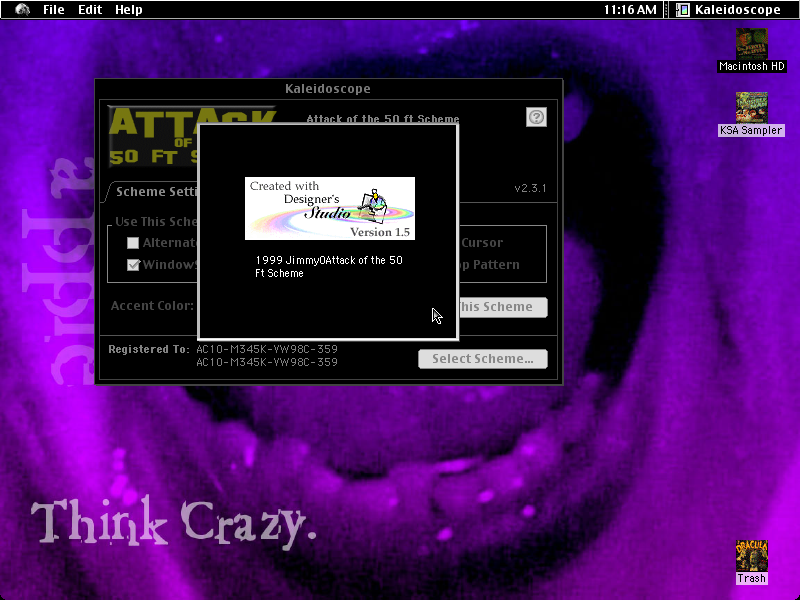 File Edit Help 11:16 AM Kaleidoscope
Macintosh HD
KSA Sampler
Kaleidoscope
ATTACK
OF
50 FT S
Attack of the 50 ft Scheme
?
Scheme Setti
v2.3.1
Use This Sche
Alternat
Cursor
Window
p Pattern
Accent Color:
his Scheme
Registered To: AC10-M345K-VW98C-359
AC10-M345K-VW98C-359
Select Scheme...
Created with
Designer's
Studio
Version 1.5
1999 Jimmy0Attack of the 50
Ft Scheme
Think Crazy.
DRACULA
Trash